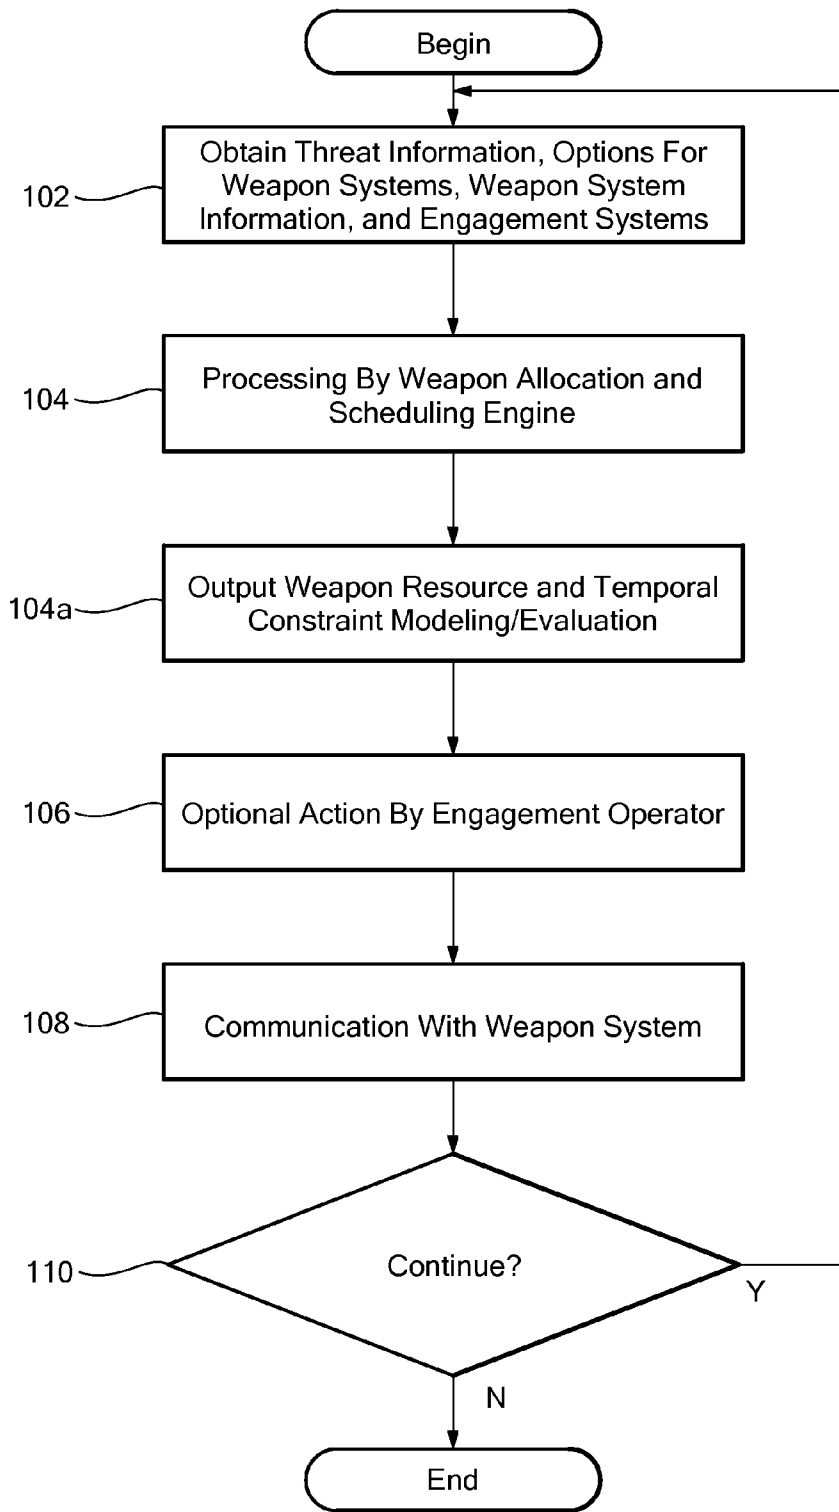 Begin
102
Obtain Threat Information, Options For
Weapon Systems, Weapon System
Information, and Engagement Systems
104
Processing By Weapon Allocation and
Scheduling Engine
104a
Output Weapon Resource and Temporal
Constraint Modeling/Evaluation
106
Optional Action By Engagement Operator
108
Communication With Weapon System
110
Continue?
Y
N
End